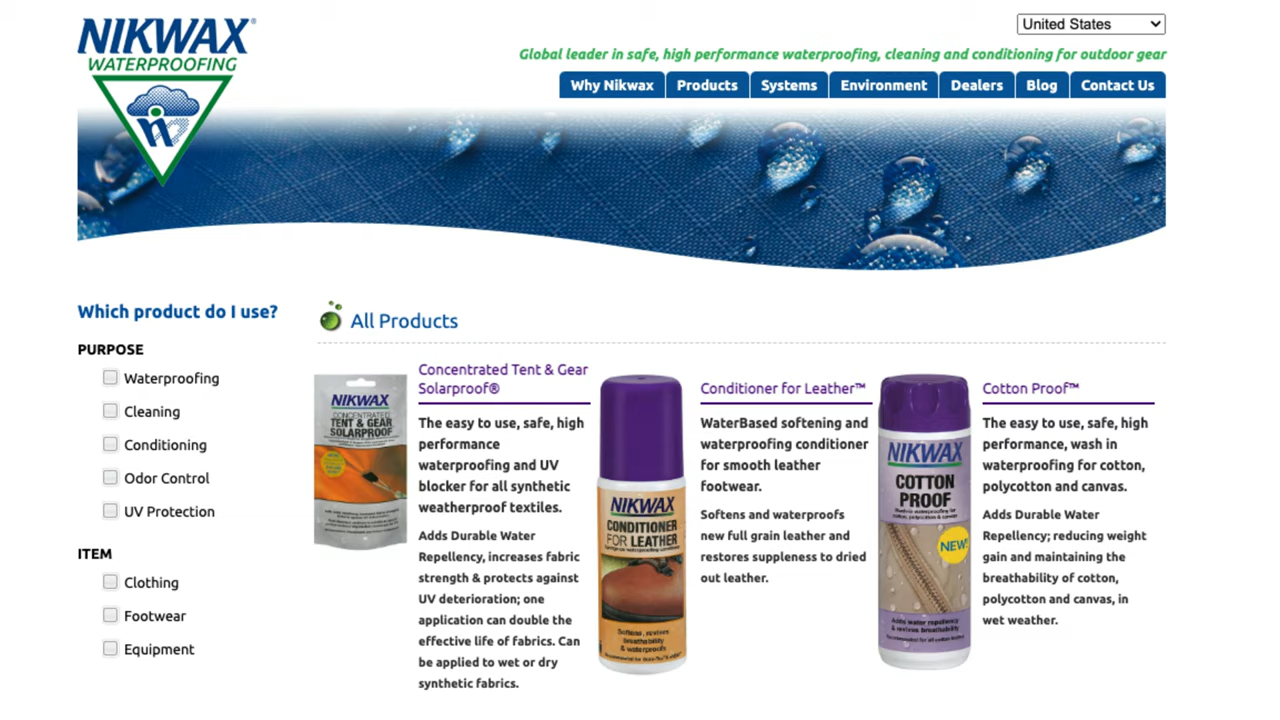 NIKWAX®
WATERPROOFING
United States
Global leader in safe, high performance waterproofing, cleaning and conditioning for outdoor gear
Why Nikwax
Products
Systems
Environment
Dealers
Blog
Contact Us
Which product do I use?
PURPOSE
Waterproofing
Cleaning
Conditioning
Odor Control
UV Protection
ITEM
Clothing
Footwear
Equipment
All Products
NIKWAX
CONCENTRATED
TENT & GEAR
SOLARPROOF
Concentrated Tent & Gear
Solarproof®
The easy to use, safe, high
performance
waterproofing and UV
blocker for all synthetic
weatherproof textiles.
Adds Durable Water
Repellency, increases fabric
strength & protects against
UV deterioration; one
application can double the
effective life of fabrics. Can
be applied to wet or dry
synthetic fabrics.
NIKWAX
CONDITIONER
FOR LEATHER
Softens, revives
breathability
& waterproofs
Conditioner for Leather™
WaterBased softening and
waterproofing conditioner
for smooth leather
footwear.
Softens and waterproofs
new full grain leather and
restores suppleness to dried
out leather.
NIKWAX
COTTON
PROOF
NEW!
Adds water repellency
& revives breathability
Cotton Proof™
The easy to use, safe, high
performance, wash in
waterproofing for cotton,
polycotton and canvas.
Adds Durable Water
Repellency; reducing weight
gain and maintaining the
breathability of cotton,
polycotton and canvas, in
wet weather.